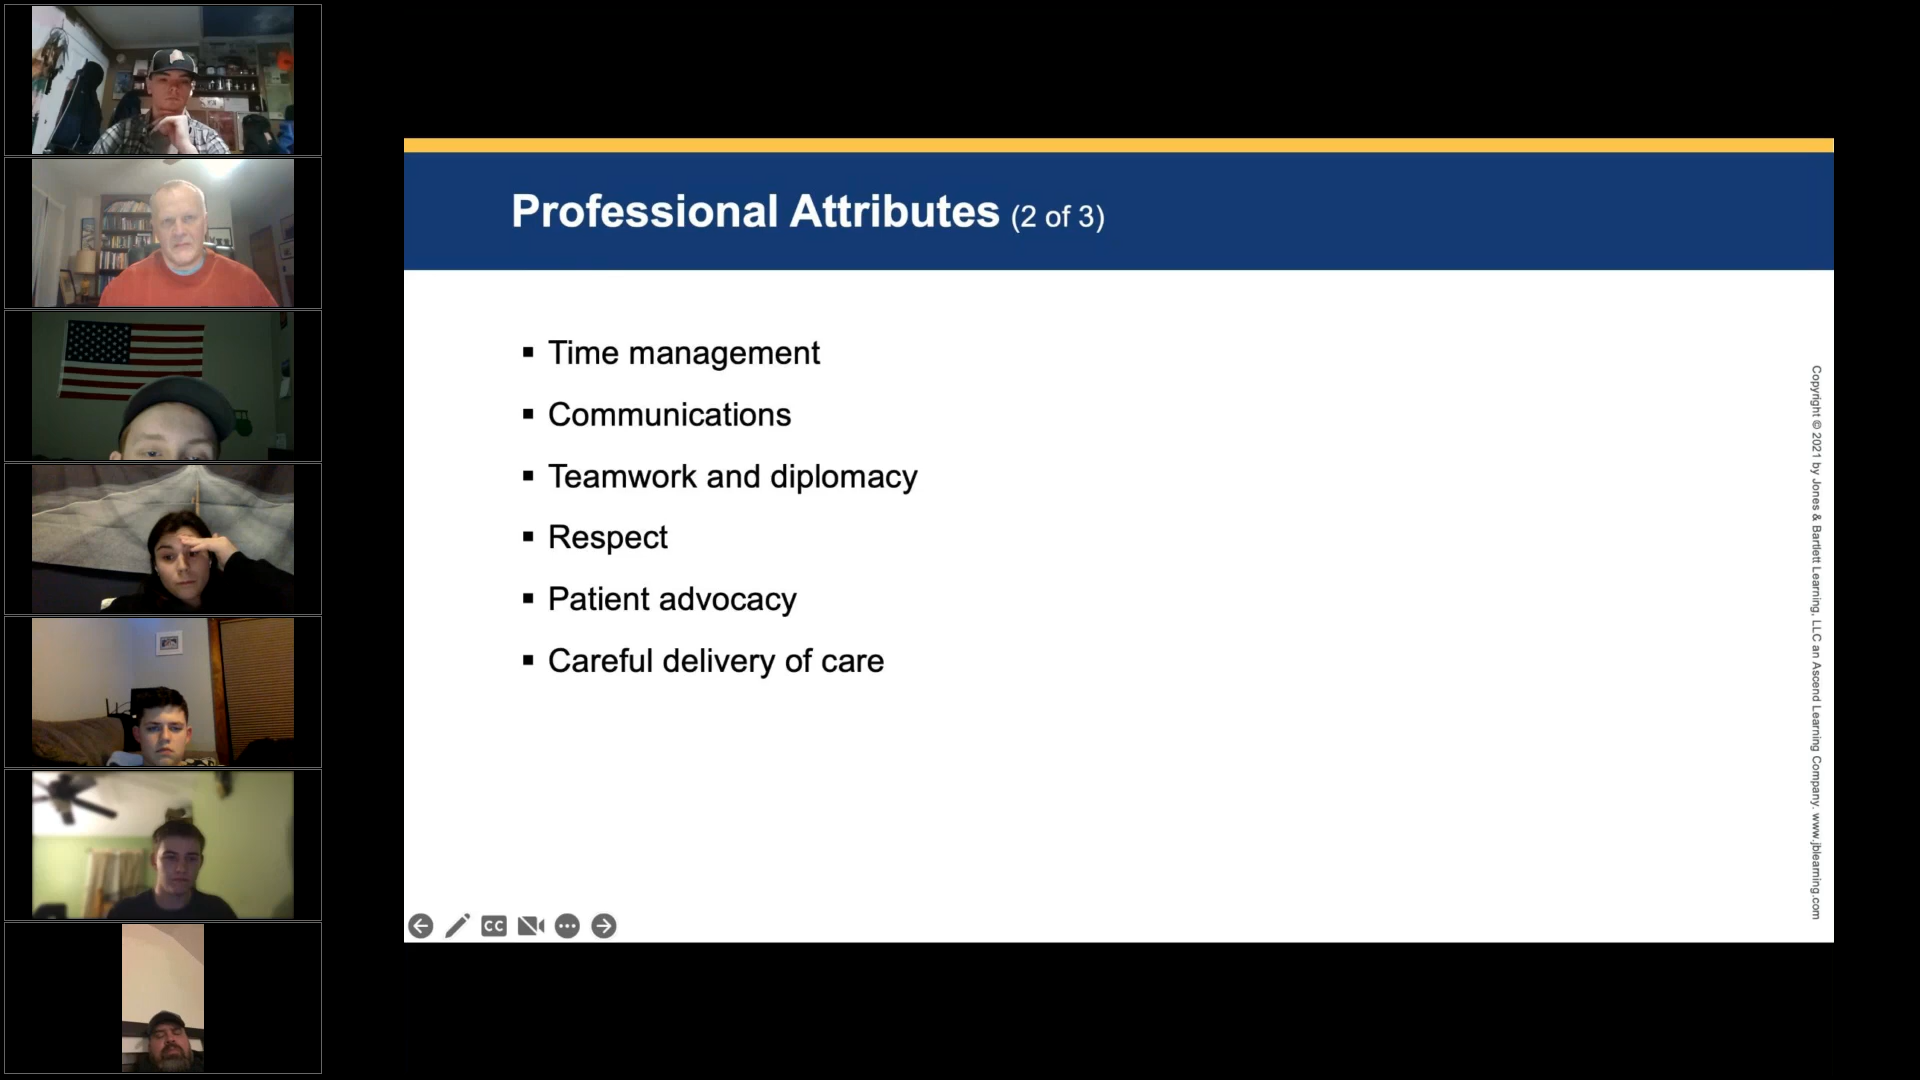 Professional Attributes (2 of 3)
▪ Time management
▪ Communications
▪ Teamwork and diplomacy
▪ Respect
▪ Patient advocacy
▪ Careful delivery of care
Copyright © 2021 by Jones & Bartlett Learning, LLC an Ascend Learning Company. www.jblearning.com
CC